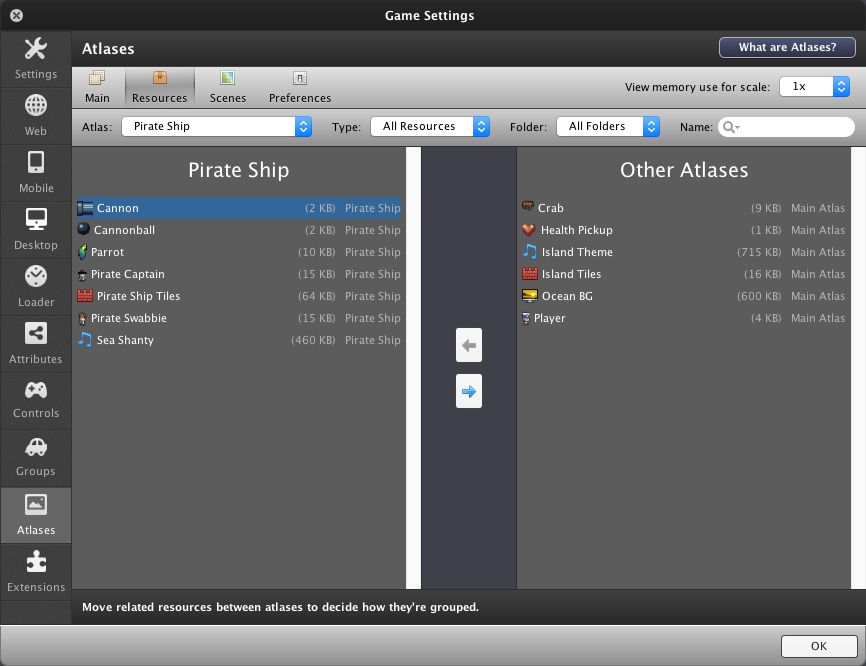 Game Settings
Settings
Web
Mobile
Desktop
Loader
Attributes
Controls
Groups
Atlases
Extensions
Atlases
What are Atlases?
Main
Resources
Scenes
Preferences
View memory use for scale:
1x
Atlas:
Pirate Ship
Type:
All Resources
Folder:
All Folders
Name:
Pirate Ship
Cannon (2 KB) Pirate Ship
Cannonball (2 KB) Pirate Ship
Parrot (10 KB) Pirate Ship
Pirate Captain (15 KB) Pirate Ship
Pirate Ship Tiles (64 KB) Pirate Ship
Pirate Swabbie (15 KB) Pirate Ship
Sea Shanty (460 KB) Pirate Ship
Other Atlases
Crab (9 KB) Main Atlas
Health Pickup (1 KB) Main Atlas
Island Theme (715 KB) Main Atlas
Island Tiles (16 KB) Main Atlas
Ocean BG (600 KB) Main Atlas
Player (4 KB) Main Atlas
Move related resources between atlases to decide how they're grouped.
OK